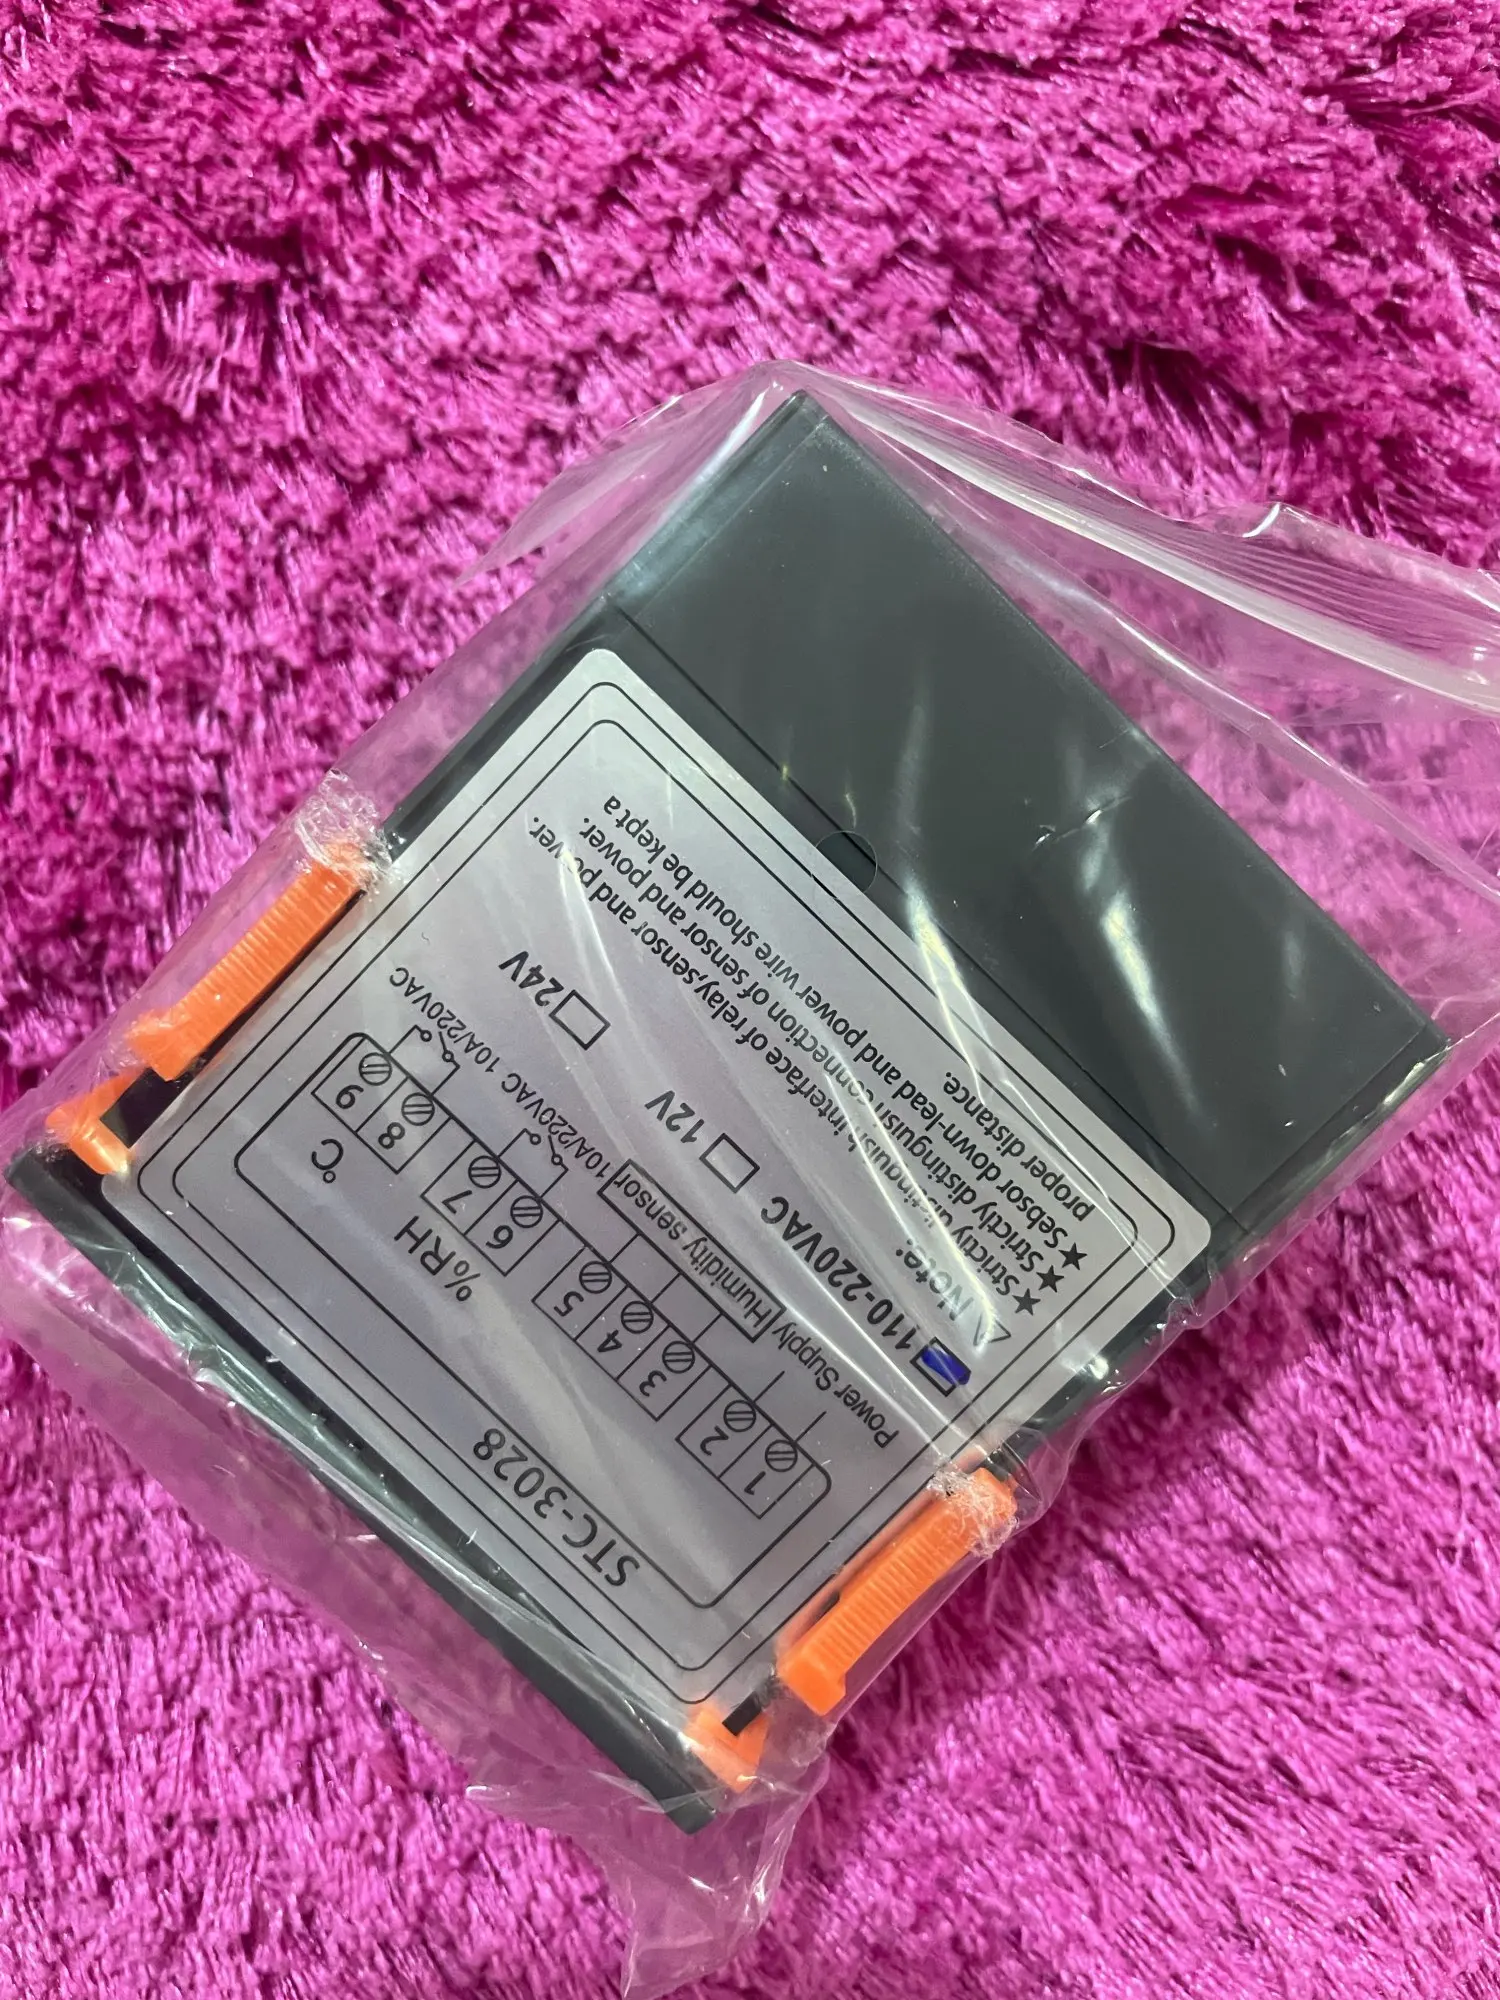 STC-3028
%RH
°C
1
2
3
4
5
6
7
8
9
Power Supply
Humidity sensor
10A/220VAC
10A/220VAC
110-220VAC
12V
24V
Note:
★ Strictly distinguish interface of relay,sensor and power.
★ Strictly distinguish connection of sensor and power.
★ Sebsor down-lead and power wire should be kept a
proper distance.